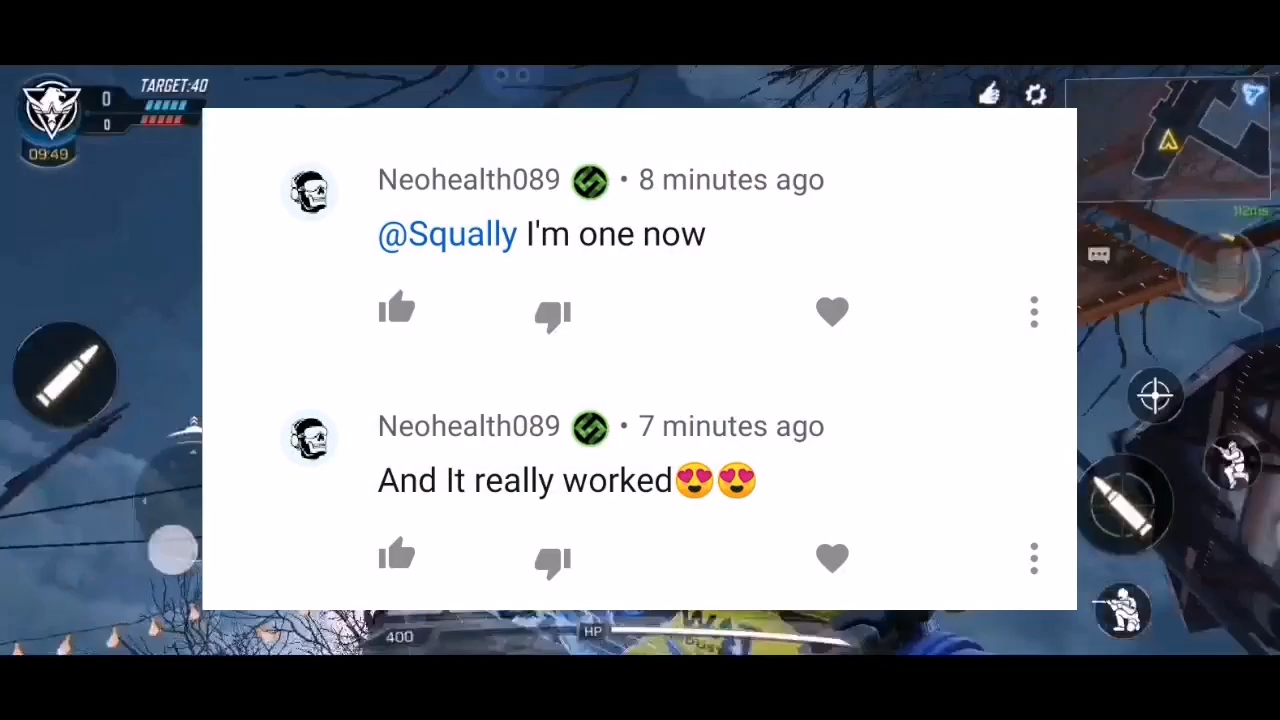 TARGET:40
0
0
09:49
Neohealth089 • 8 minutes ago
@Squally I'm one now
112ms
Neohealth089 • 7 minutes ago
And It really worked😍😍
400
HP